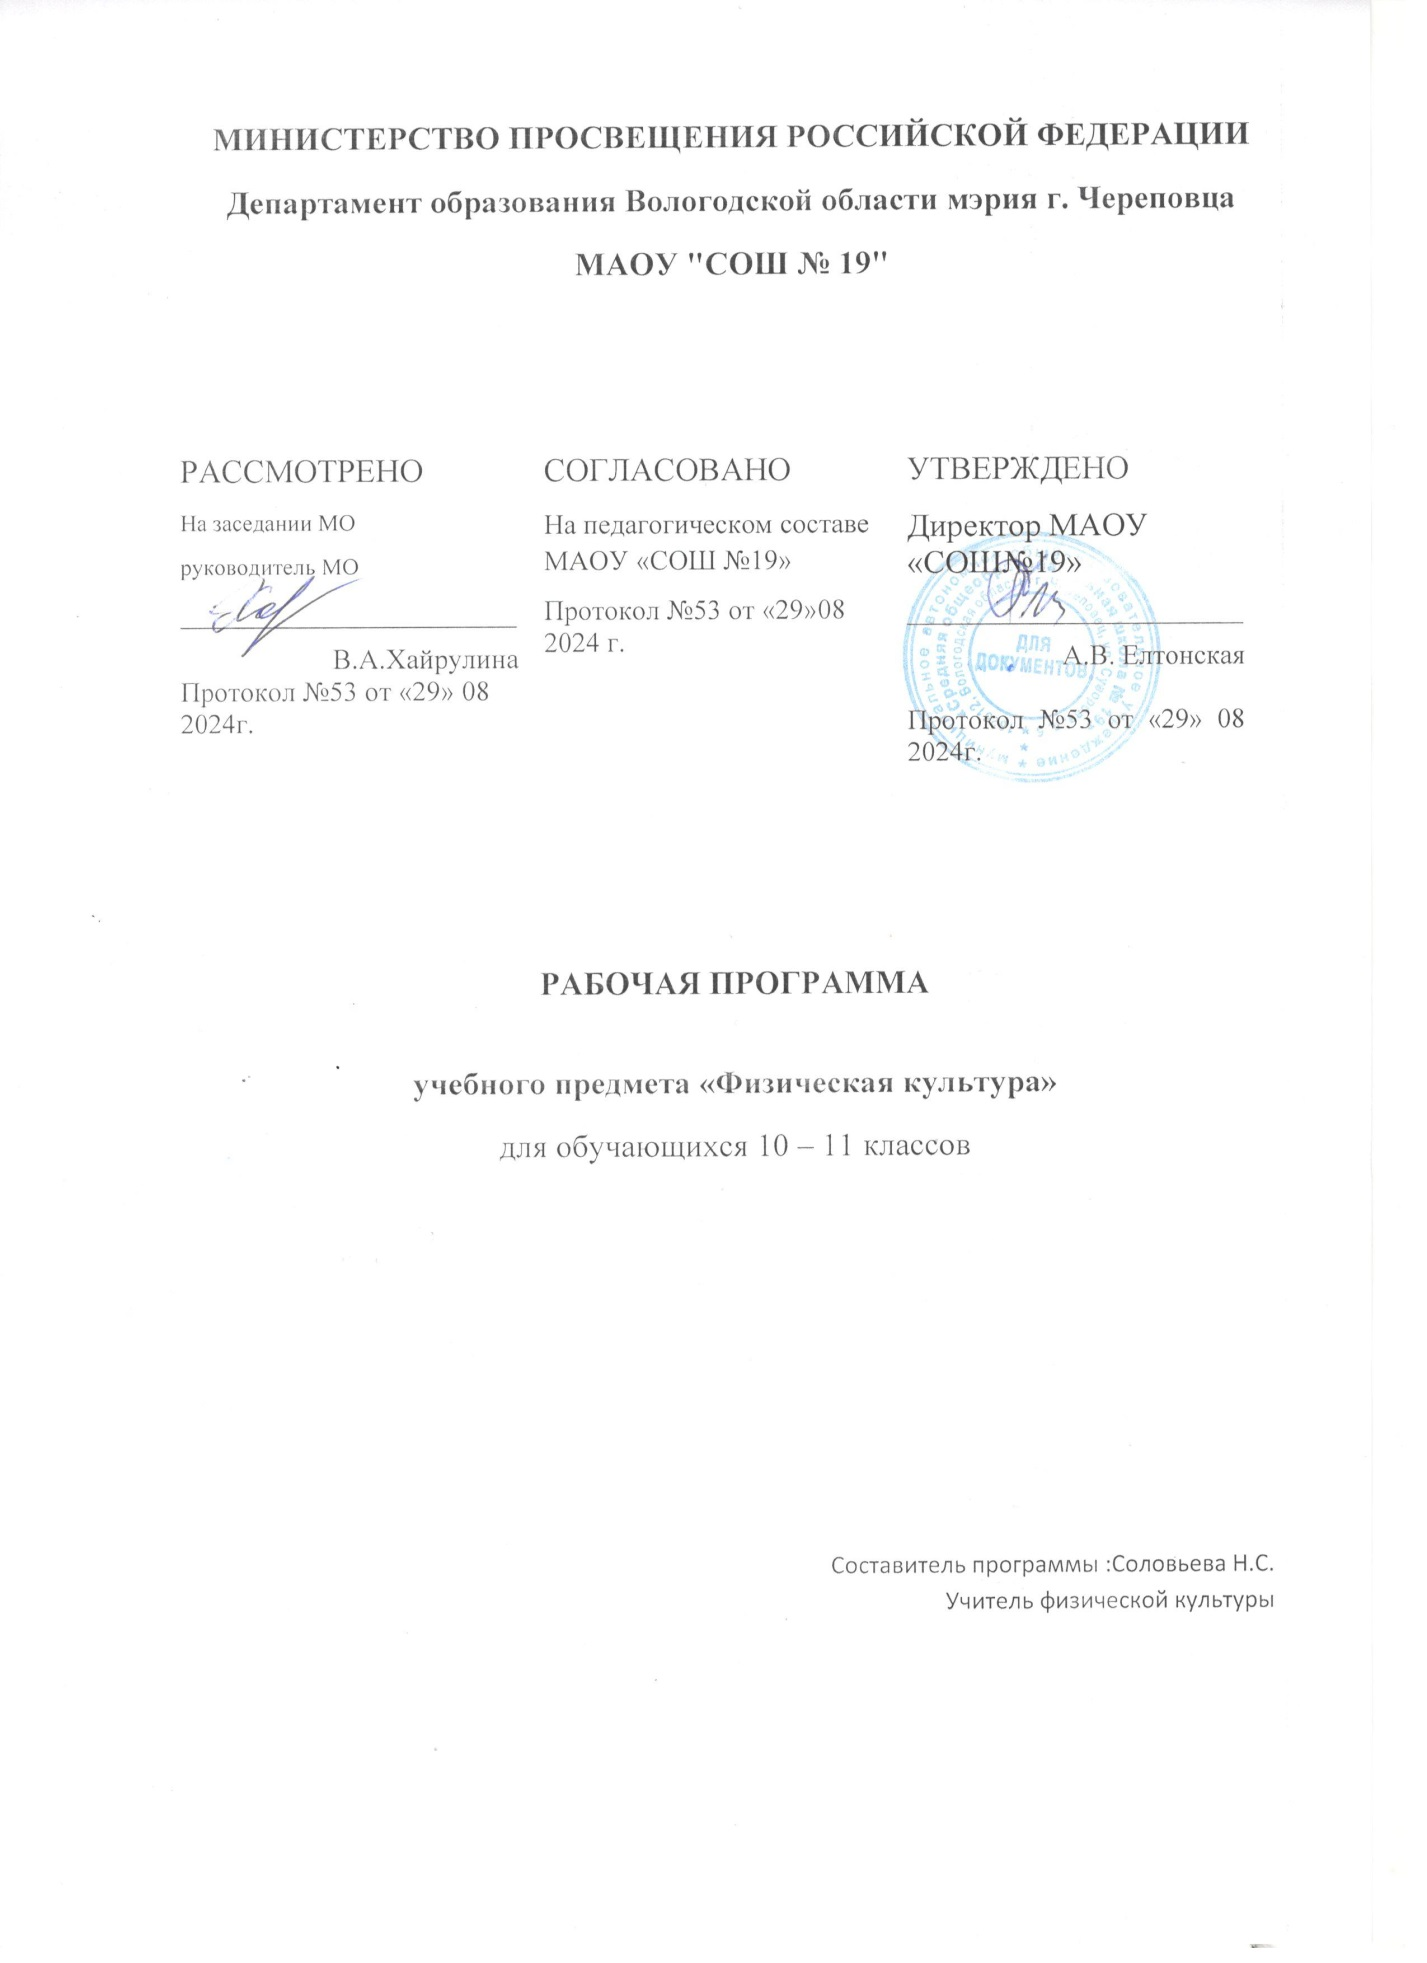 МИНИСТЕРСТВО ПРОСВЕЩЕНИЯ РОССИЙСКОЙ ФЕДЕРАЦИИ
Департамент образования Вологодской области мэрия г. Череповца
МАОУ "СОШ № 19"
РАССМОТРЕНО
На заседании МО
руководитель МО
В.А.Хайрулина
Протокол №53 от «29» 08
2024г.
СОГЛАСОВАНО
На педагогическом составе
МАОУ «СОШ №19»
Протокол №53 от «29»08
2024 г.
УТВЕРЖДЕНО
Директор МАОУ
«СОШ№19»
А.В. Елтонская
Протокол №53 от «29» 08
2024г.
ДЛЯ
ДОКУМЕНТОВ
РАБОЧАЯ ПРОГРАММА
учебного предмета «Физическая культура»
для обучающихся 10 – 11 классов
Составитель программы :Соловьева Н.С.
Учитель физической культуры